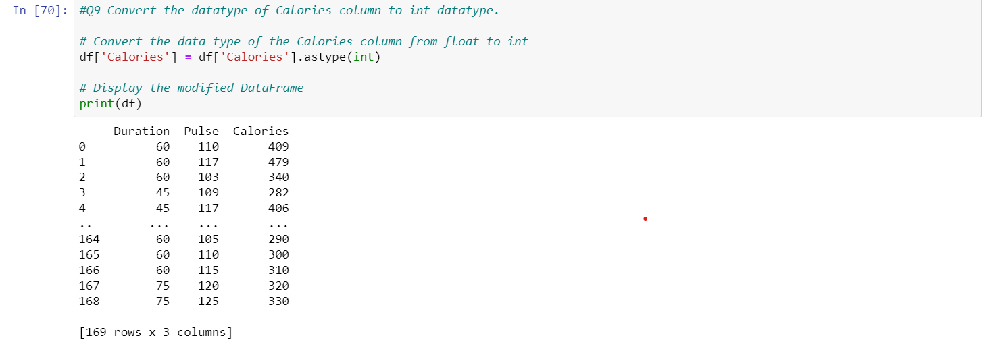 In [70]: #Q9 Convert the datatype of Calories column to int datatype.
# Convert the data type of the Calories column from float to int
df['Calories'] = df['Calories'].astype(int)
# Display the modified DataFrame
print(df)
Duration Pulse Calories
0 60 110 409
1 60 117 479
2 60 103 340
3 45 109 282
4 45 117 406
.. ... ... ...
164 60 105 290
165 60 110 300
166 60 115 310
167 75 120 320
168 75 125 330
[169 rows x 3 columns]